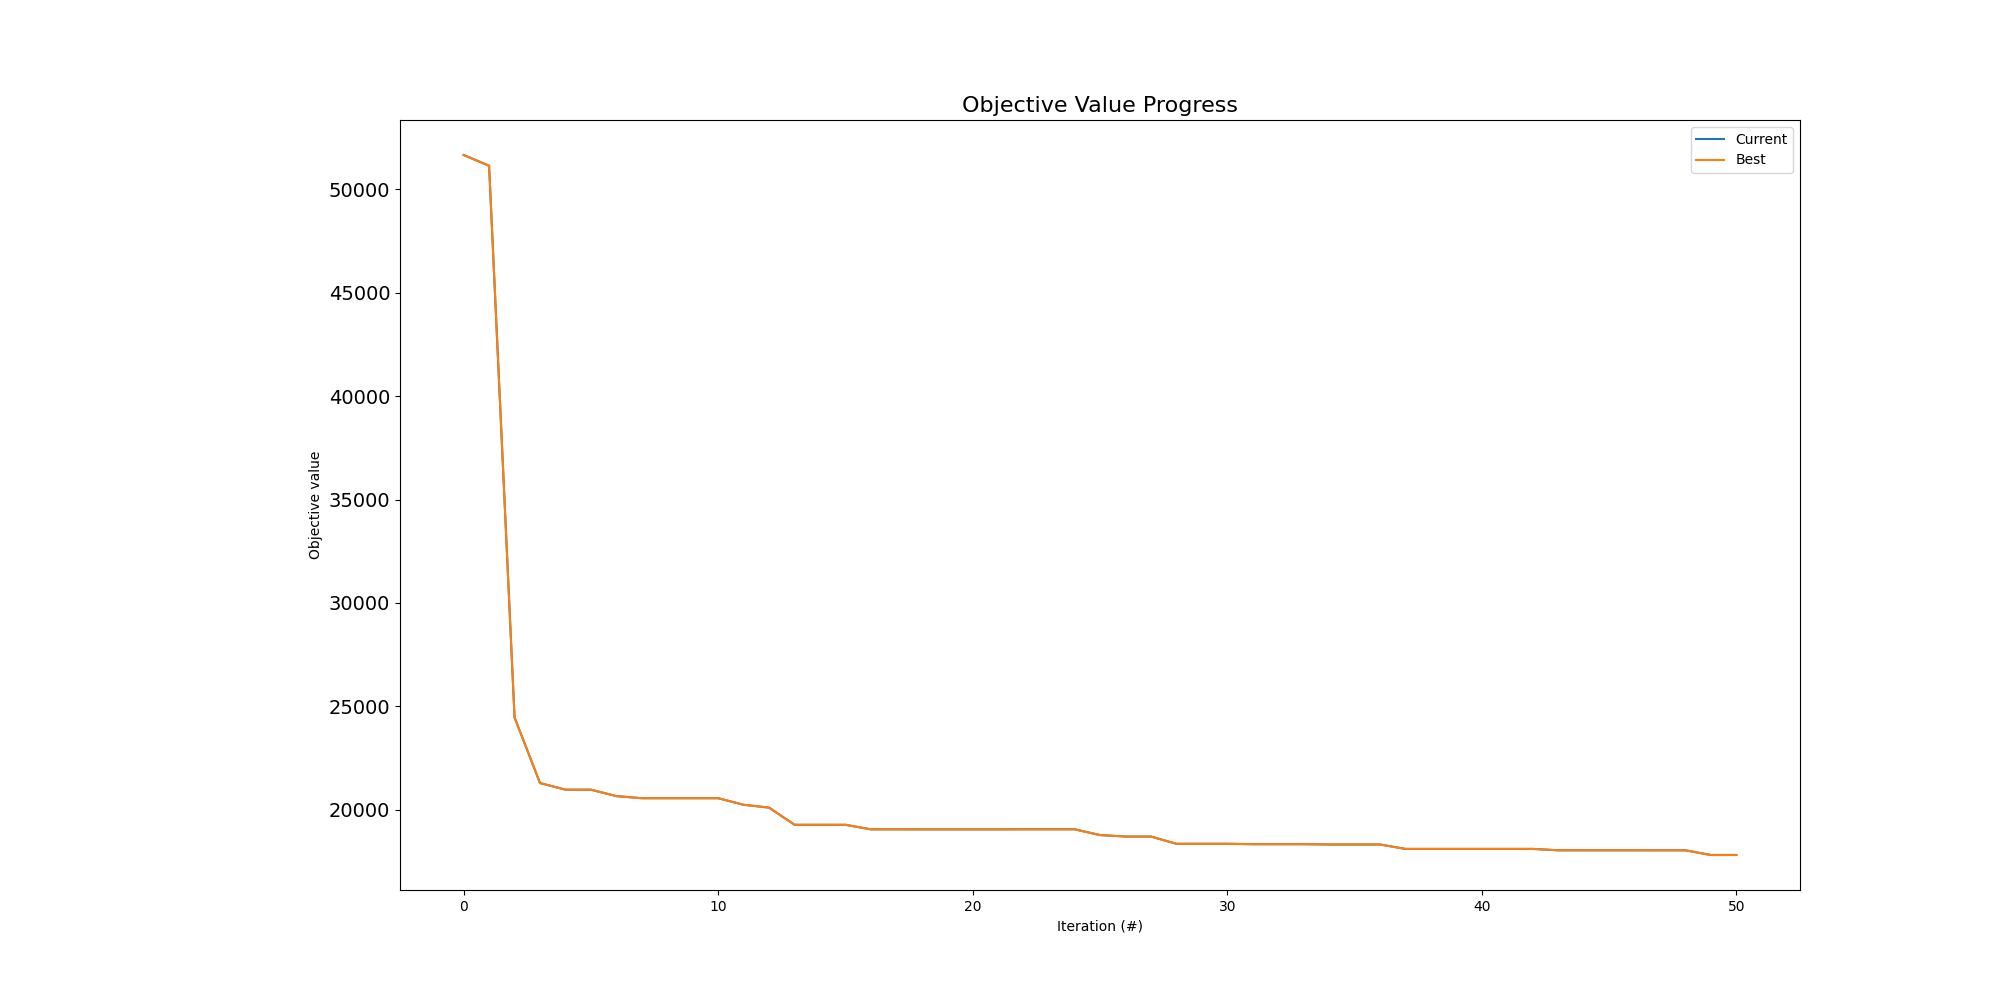 Objective Value Progress
Current
Best
50000
45000
40000
35000
30000
25000
20000
Objective value
0 10 20 30 40 50
Iteration (#)